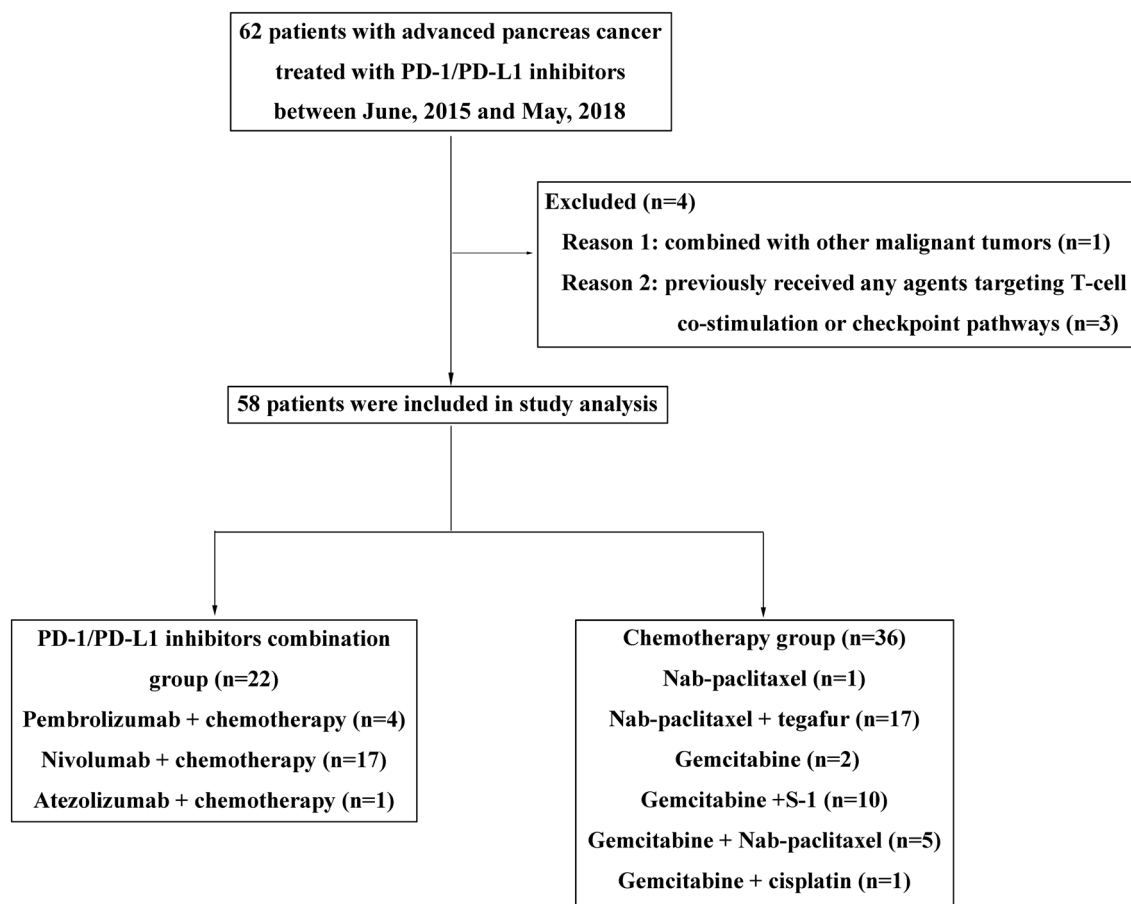 62 patients with advanced pancreas cancer
treated with PD-1/PD-L1 inhibitors
between June, 2015 and May, 2018
Excluded (n=4)
Reason 1: combined with other malignant tumors (n=1)
Reason 2: previously received any agents targeting T-cell
co-stimulation or checkpoint pathways (n=3)
58 patients were included in study analysis
PD-1/PD-L1 inhibitors combination
group (n=22)
Pembrolizumab + chemotherapy (n=4)
Nivolumab + chemotherapy (n=17)
Atezolizumab + chemotherapy (n=1)
Chemotherapy group (n=36)
Nab-paclitaxel (n=1)
Nab-paclitaxel + tegafur (n=17)
Gemcitabine (n=2)
Gemcitabine +S-1 (n=10)
Gemcitabine + Nab-paclitaxel (n=5)
Gemcitabine + cisplatin (n=1)